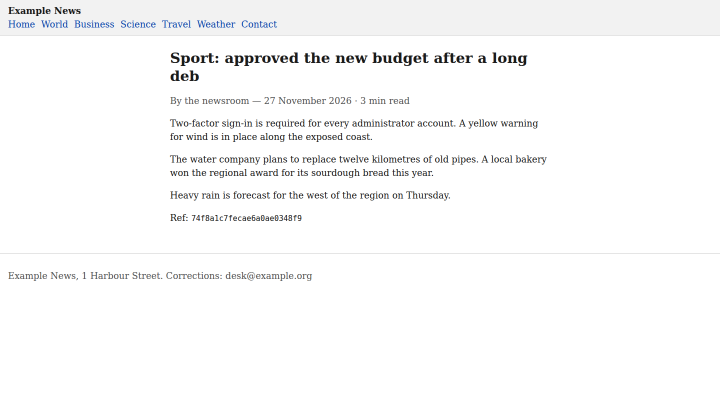 Example News
Home World Business Science Travel Weather Contact
Sport: approved the new budget after a long
deb
By the newsroom — 27 November 2026 · 3 min read
Two-factor sign-in is required for every administrator account. A yellow warning
for wind is in place along the exposed coast.
The water company plans to replace twelve kilometres of old pipes. A local bakery
won the regional award for its sourdough bread this year.
Heavy rain is forecast for the west of the region on Thursday.
Ref: 74f8a1c7fecae6a0ae0348f9
Example News, 1 Harbour Street. Corrections: desk@example.org